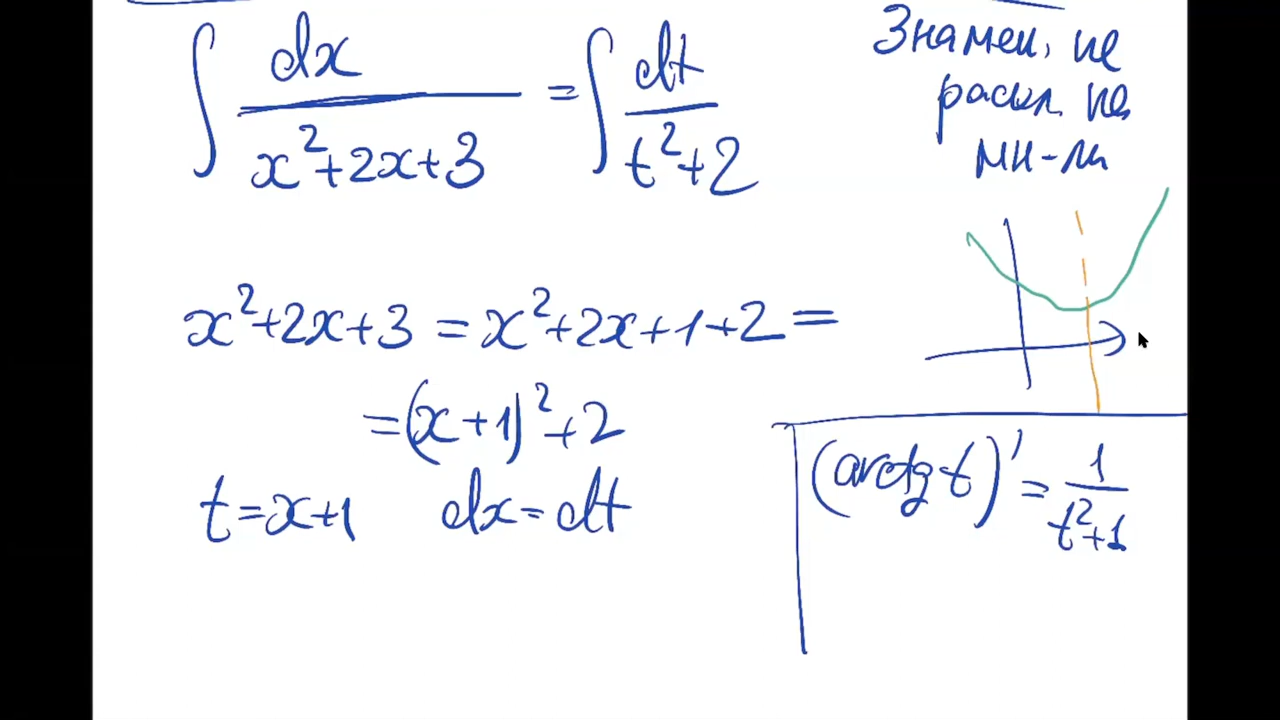 ∫ dx / (x²+2x+3) = ∫ dt / (t²+2)
Знамен. не
раскл. на
мн-ли
x²+2x+3 = x²+2x+1+2 =
= (x+1)²+2
t=x+1 dx=dt
(arctg t)' = 1 / (t²+1)